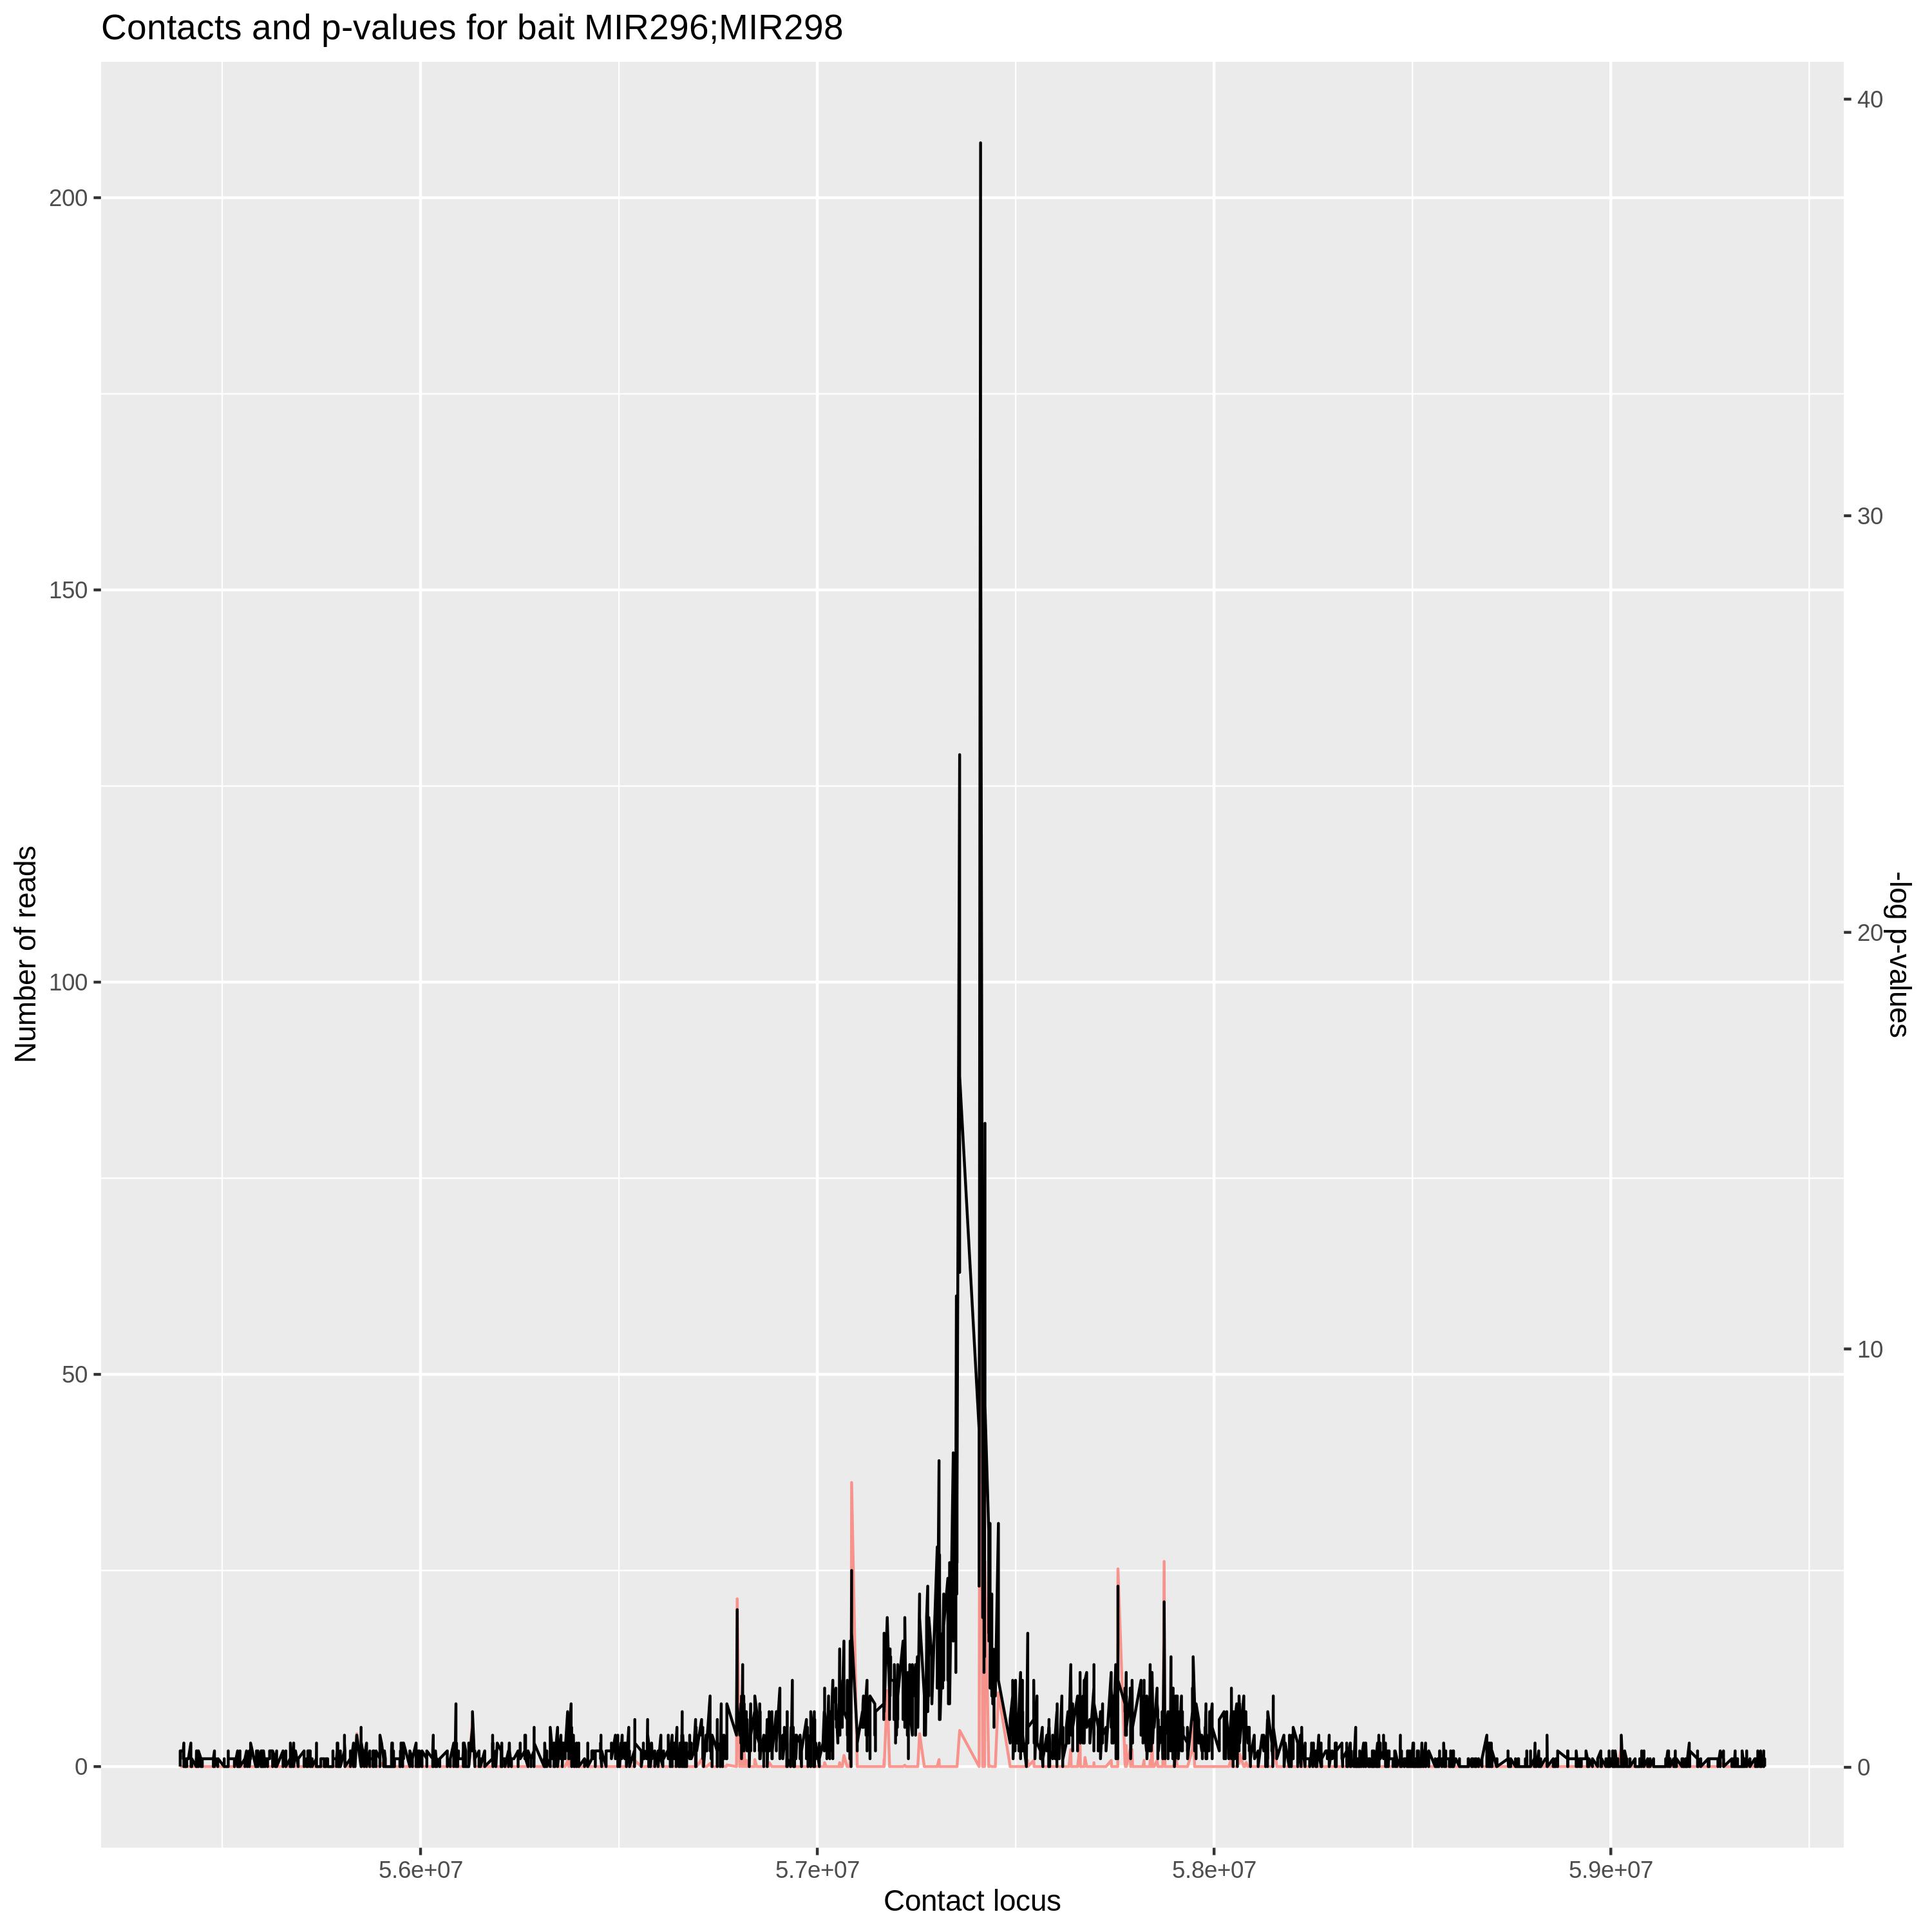 Contacts and p-values for bait MIR296;MIR298
40
200
30
150
Number of reads
-log p-values
20
100
10
50
0
0
5.6e+07
5.7e+07
5.8e+07
5.9e+07
Contact locus